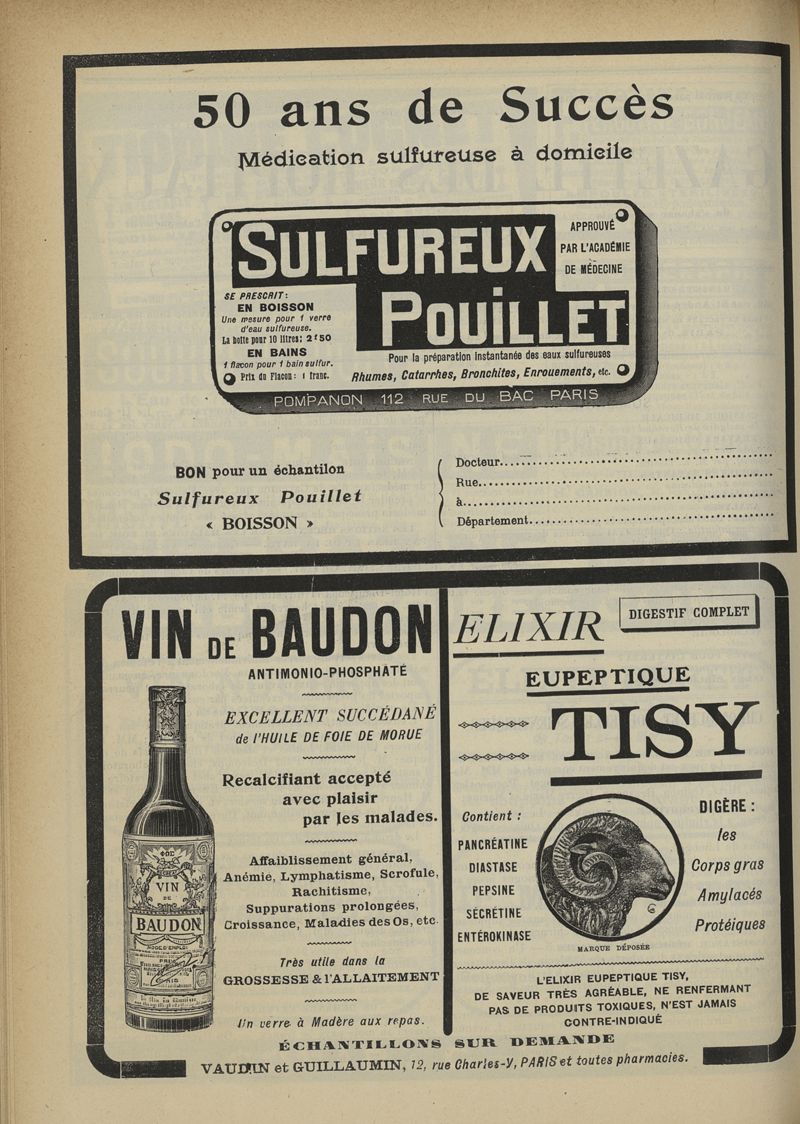 50 ans de Succès
Médication sulfureuse à domicile
SULFUREUX
POUILLET
APPROUVÉ
PAR L'ACADÉMIE
DE MÉDECINE
SE PRESCRIT:
EN BOISSON
Une mesure pour 1 verre
d'eau sulfureuse.
La boîte pour 10 litres: 2f50
EN BAINS
1 flacon pour 1 bain sulfur.
Prix du Flacon: 1 franc.
Pour la préparation instantanée des eaux sulfureuses
Rhumes, Catarrhes, Bronchites, Enrouements, etc.
POMPANON 112 RUE DU BAC PARIS
BON pour un échantilon
Sulfureux Pouillet
« BOISSON »
Docteur
Rue
à
Département
VIN DE BAUDON
ANTIMONIO-PHOSPHATÉ
EXCELLENT SUCCÉDANÉ
de l'HUILE DE FOIE DE MORUE
Recalcifiant accepté
avec plaisir
par les malades.
Affaiblissement général,
Anémie, Lymphatisme, Scrofule,
Rachitisme,
Suppurations prolongées,
Croissance, Maladies des Os, etc.
Très utile dans la
GROSSESSE & l'ALLAITEMENT
Un verre à Madère aux repas.
VIN
DE
BAUDON
MODE D'EMPLOI
ELIXIR
DIGESTIF COMPLET
EUPEPTIQUE
TISY
Contient :
PANCRÉATINE
DIASTASE
PEPSINE
SÉCRÉTINE
ENTÉROKINASE
MARQUE DÉPOSÉE
DIGÈRE :
les
Corps gras
Amylacés
Protéiques
L'ELIXIR EUPEPTIQUE TISY,
DE SAVEUR TRÈS AGRÉABLE, NE RENFERMANT
PAS DE PRODUITS TOXIQUES, N'EST JAMAIS
CONTRE-INDIQUÉ
ÉCHANTILLONS SUR DEMANDE
VAUDIN et GUILLAUMIN, 12, rue Charles-V, PARIS et toutes pharmacies.